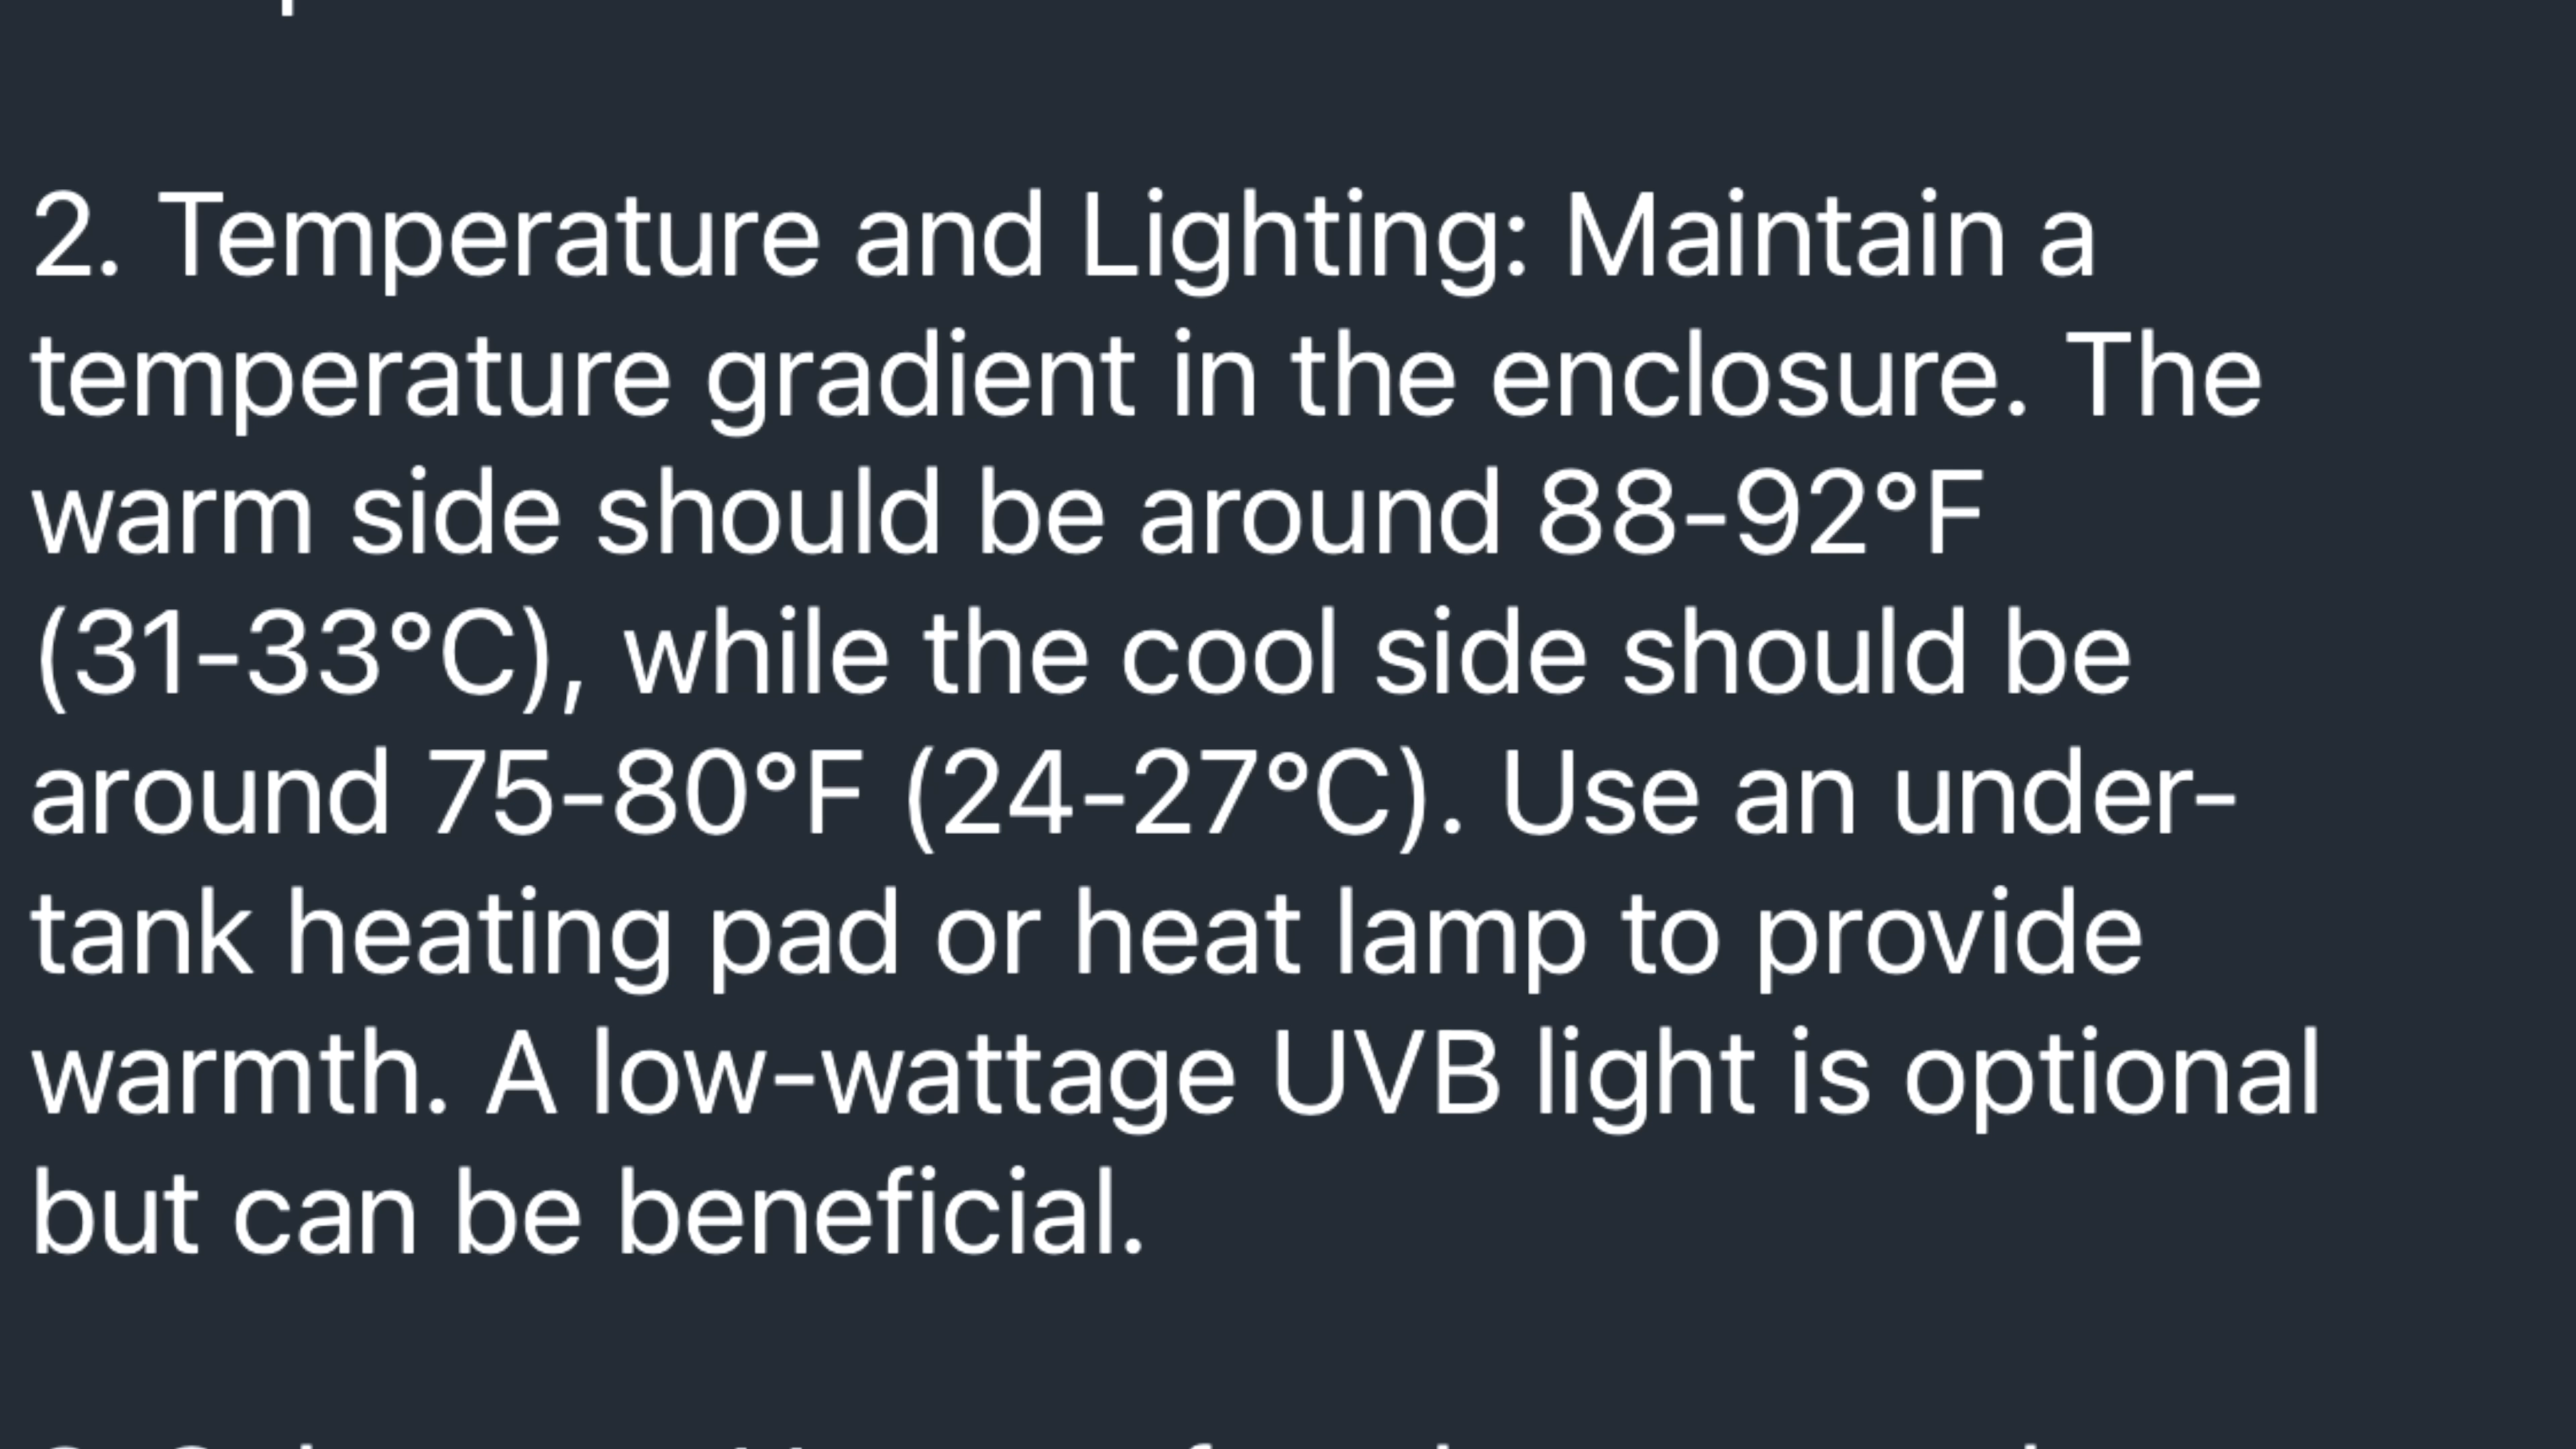 2. Temperature and Lighting: Maintain a
temperature gradient in the enclosure. The
warm side should be around 88-92°F
(31-33°C), while the cool side should be
around 75-80°F (24-27°C). Use an under-
tank heating pad or heat lamp to provide
warmth. A low-wattage UVB light is optional
but can be beneficial.